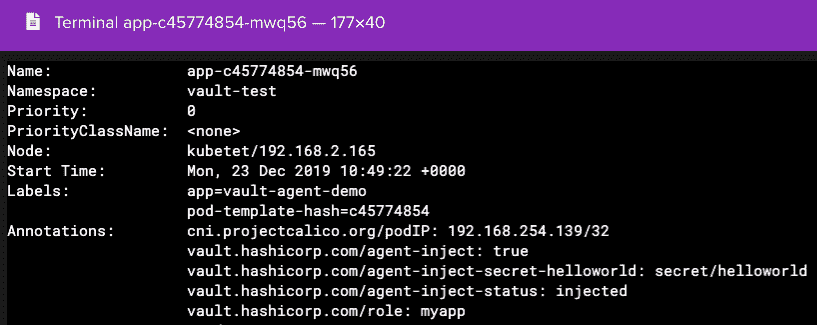 Terminal app-c45774854-mwq56 — 177×40
Name: app-c45774854-mwq56
Namespace: vault-test
Priority: 0
PriorityClassName: <none>
Node: kubetet/192.168.2.165
Start Time: Mon, 23 Dec 2019 10:49:22 +0000
Labels: app=vault-agent-demo
pod-template-hash=c45774854
Annotations: cni.projectcalico.org/podIP: 192.168.254.139/32
vault.hashicorp.com/agent-inject: true
vault.hashicorp.com/agent-inject-secret-helloworld: secret/helloworld
vault.hashicorp.com/agent-inject-status: injected
vault.hashicorp.com/role: myapp